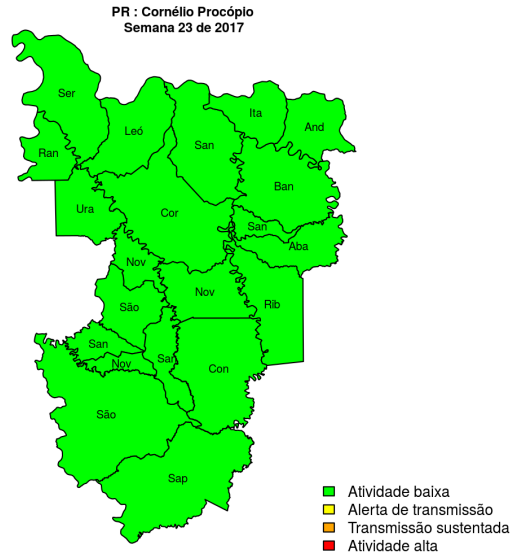 PR : Cornélio Procópio
Semana 23 de 2017
Ser
Ita
And
Leó
San
Ran
Ban
Ura
Cor
San
Aba
Nov
Nov
Rib
São
San
San
Nov
Con
São
Sap
Atividade baixa
Alerta de transmissão
Transmissão sustentada
Atividade alta